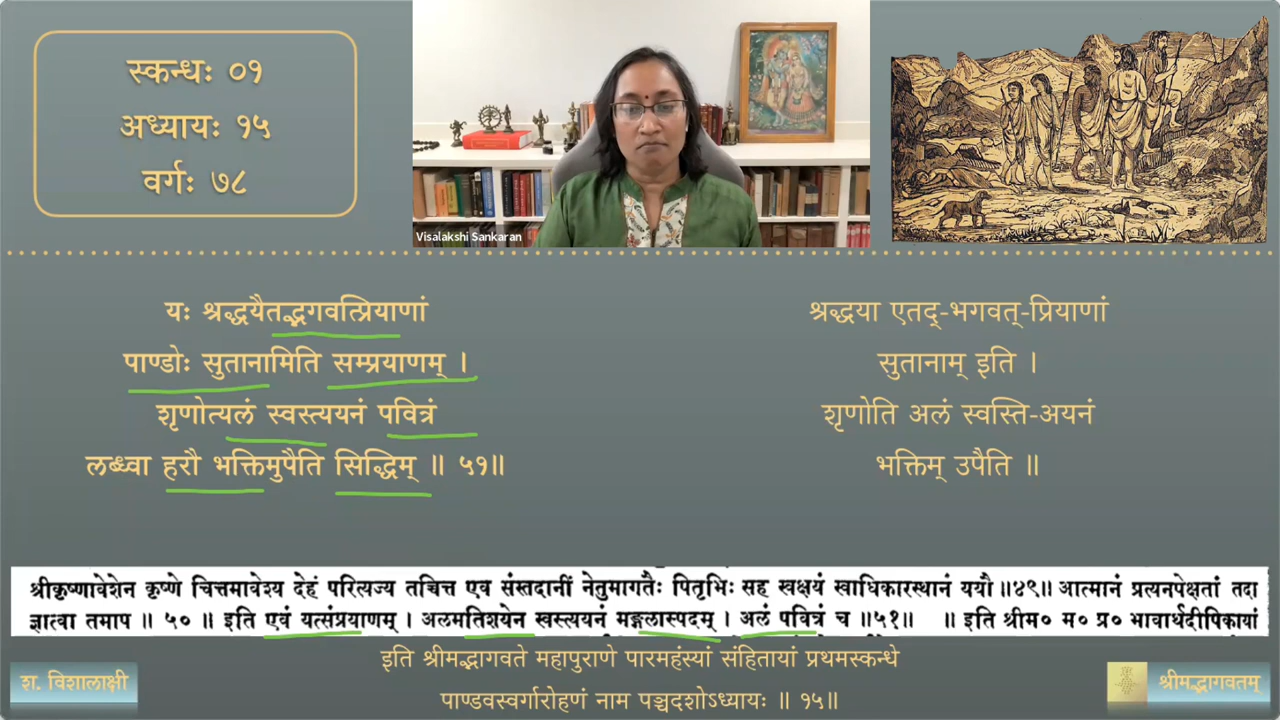 स्कन्धः ०१
अध्यायः १५
वर्गः ७८
Visalakshi Sankaran
यः श्रद्धयैतद्भगवत्प्रियाणां
पाण्डोः सुतानामिति सम्प्रयाणम् ।
शृणोत्यलं स्वस्त्ययनं पवित्रं
लब्ध्वा हरौ भक्तिमुपैति सिद्धिम् ॥ ५१॥
श्रद्धया एतद्-भगवत्-प्रियाणां
सुतानाम् इति ।
शृणोति अलं स्वस्ति-अयनं
भक्तिम् उपैति ॥
श्रीकृष्णावेशेन कृष्णे चित्तमावेश्य देहं परित्यज्य तच्चित्त एव संस्तदानीं नेतुमागतैः पितृभिः सह स्वक्षयं स्वाधिकारस्थानं ययौ ॥४९॥ आत्मानं प्रत्यनपेक्षतां तदा
ज्ञात्वा तमाप ॥ ५० ॥ इति एवं यत्संप्रयाणम् । अलमतिशयेन स्वस्त्ययनं मङ्गलास्पदम् । अलं पवित्रं च ॥५१॥ ॥ इति श्रीम० म० प्र० भावार्थदीपिकायां
इति श्रीमद्भागवते महापुराणे पारमहंस्यां संहितायां प्रथमस्कन्धे
पाण्डवस्वर्गारोहणं नाम पञ्चदशोऽध्यायः ॥ १५॥
श. विशालाक्षी
श्रीमद्भागवतम्